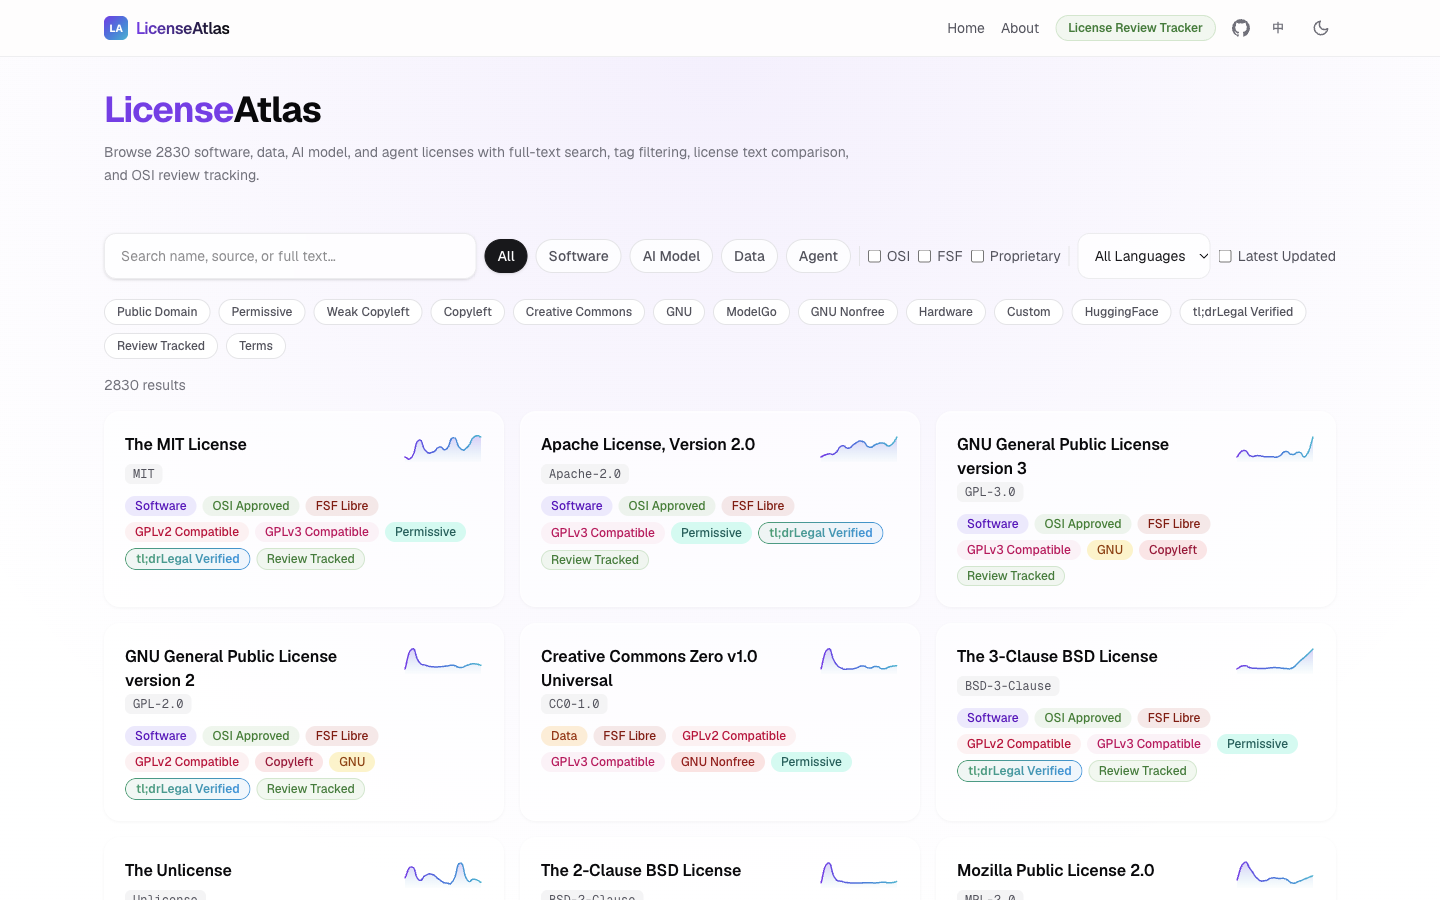 LA LicenseAtlas Home About License Review Tracker 中
LicenseAtlas
Browse 2830 software, data, AI model, and agent licenses with full-text search, tag filtering, license text comparison,
and OSI review tracking.
Search name, source, or full text... All Software AI Model Data Agent OSI FSF Proprietary All Languages Latest Updated
Public Domain Permissive Weak Copyleft Copyleft Creative Commons GNU ModelGo GNU Nonfree Hardware Custom HuggingFace tl;drLegal Verified
Review Tracked Terms
2830 results
The MIT License
MIT
Software OSI Approved FSF Libre
GPLv2 Compatible GPLv3 Compatible Permissive
tl;drLegal Verified Review Tracked
Apache License, Version 2.0
Apache-2.0
Software OSI Approved FSF Libre
GPLv3 Compatible Permissive tl;drLegal Verified
Review Tracked
GNU General Public License
version 3
GPL-3.0
Software OSI Approved FSF Libre
GPLv3 Compatible GNU Copyleft
Review Tracked
GNU General Public License
version 2
GPL-2.0
Software OSI Approved FSF Libre
GPLv2 Compatible Copyleft GNU
tl;drLegal Verified Review Tracked
Creative Commons Zero v1.0
Universal
CC0-1.0
Data FSF Libre GPLv2 Compatible
GPLv3 Compatible GNU Nonfree Permissive
The 3-Clause BSD License
BSD-3-Clause
Software OSI Approved FSF Libre
GPLv2 Compatible GPLv3 Compatible Permissive
tl;drLegal Verified Review Tracked
The Unlicense
Unlicense
The 2-Clause BSD License
BSD-2-Clause
Mozilla Public License 2.0
MPL-2.0